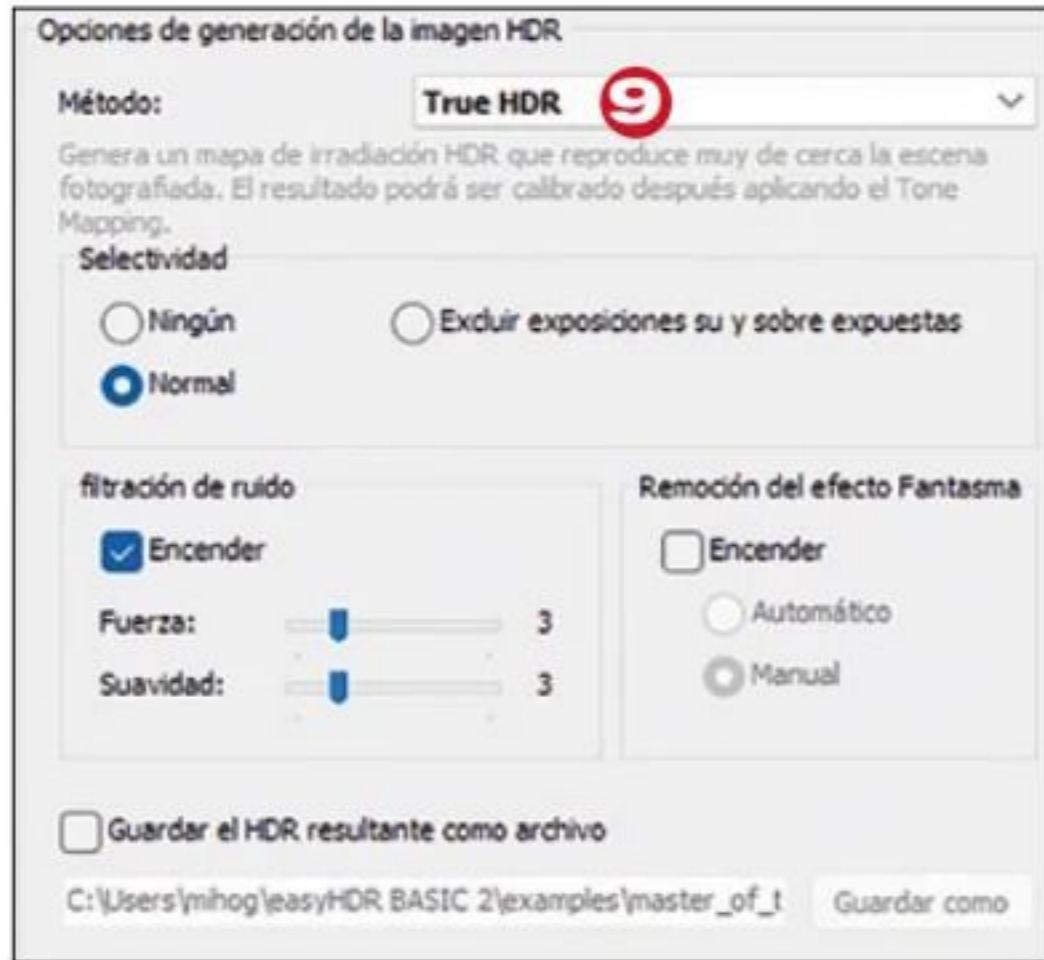 Opciones de generación de la imagen HDR
Método: True HDR 9
Genera un mapa de irradiación HDR que reproduce muy de cerca la escena
fotografiada. El resultado podrá ser calibrado después aplicando el Tone
Mapping.
Selectividad
Ningún Excluir exposiciones su y sobre expuestas
Normal
filtración de ruido
Encender
Fuerza: 3
Suavidad: 3
Remoción del efecto Fantasma
Encender
Automático
Manual
Guardar el HDR resultante como archivo
C:\Users\mihog\easyHDR BASIC 2\examples\master_of_t Guardar como